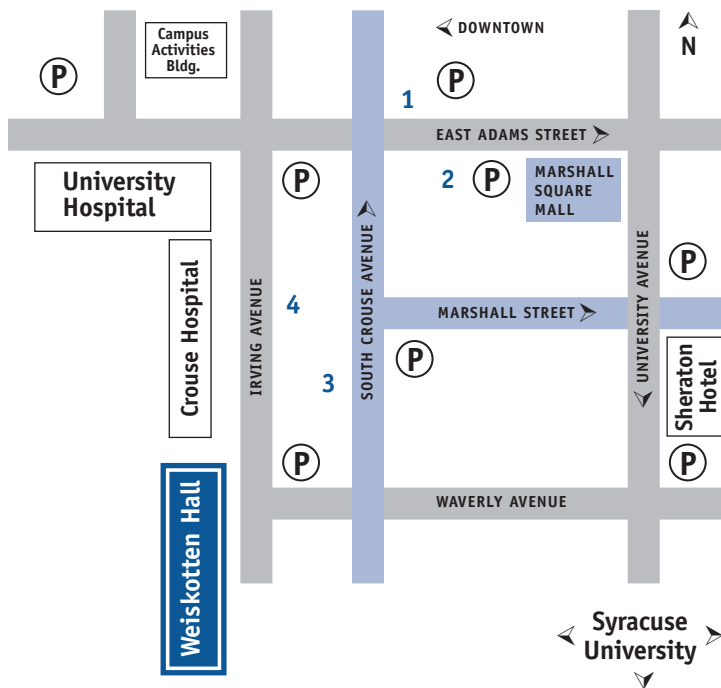 Campus
Activities
Bldg.
DOWNTOWN
N
P
P
1
EAST ADAMS STREET
University
Hospital
P
2
P
MARSHALL
SQUARE
MALL
Crouse Hospital
IRVING AVENUE
SOUTH CROUSE AVENUE
UNIVERSITY AVENUE
P
4
MARSHALL STREET
3
P
Sheraton
Hotel
P
P
Weiskotten Hall
WAVERLY AVENUE
Syracuse
University